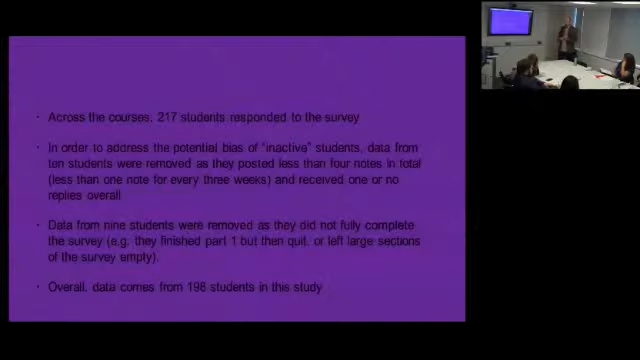 · Across the courses, 217 students responded to the survey
· In order to address the potential bias of "inactive" students, data from
ten students were removed as they posted less than four notes in total
(less than one note for every three weeks) and received one or no
replies overall
· Data from nine students were removed as they did not fully complete
the survey (e.g. they finished part 1 but then quit, or left large sections
of the survey empty).
· Overall, data comes from 198 students in this study